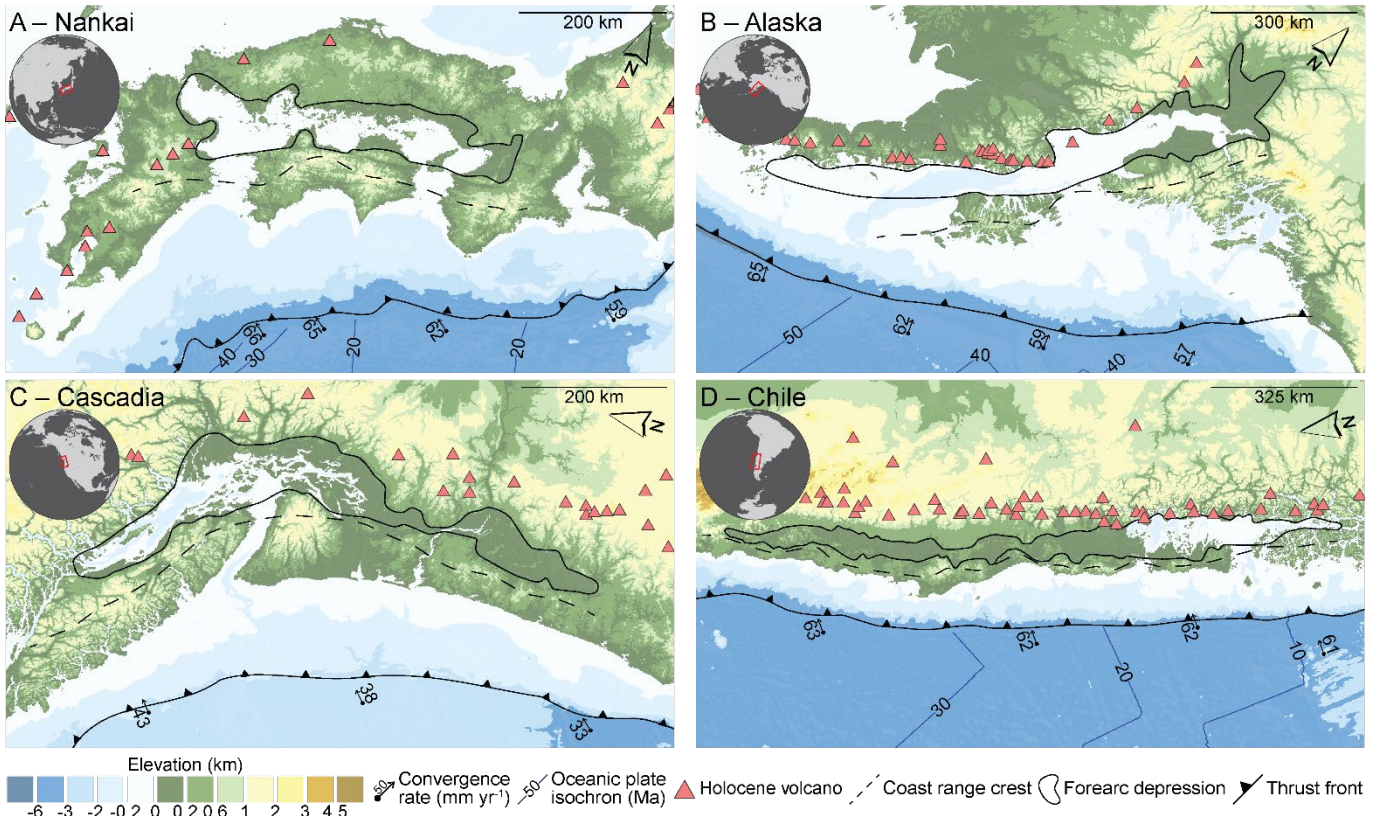 A – Nankai
200 km
N
66
65
62
59
40
30
20
20
B – Alaska
300 km
N
65
62
59
57
50
40
40
C – Cascadia
200 km
N
43
38
33
D – Chile
325 km
N
63
62
62
61
30
20
10
Elevation (km)
-6 -3 -2 -0.2 0 0.2 0.6 1 2 3 4 5
50 Convergence
rate (mm yr-1)
50 Oceanic plate
isochron (Ma)
Holocene volcano
Coast range crest
Forearc depression
Thrust front